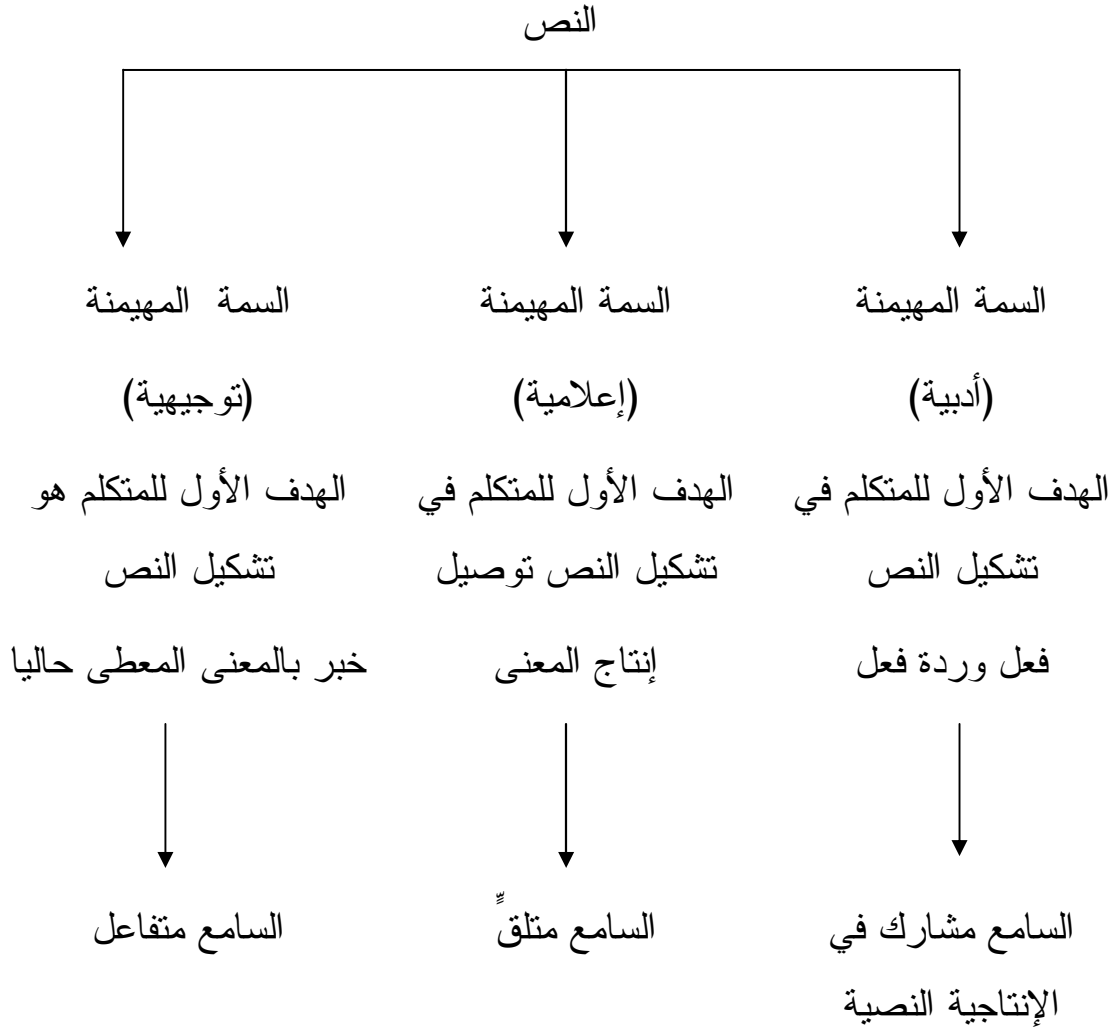 النص
السمة المهيمنة
(أدبية)
الهدف الأول للمتكلم في
تشكيل النص
فعل وردة فعل
السامع مشارك في
الإنتاجية النصية
السمة المهيمنة
(إعلامية)
الهدف الأول للمتكلم في
تشكيل النص توصيل
إنتاج المعنى
السامع متلقٍّ
السمة المهيمنة
(توجيهية)
الهدف الأول للمتكلم هو
تشكيل النص
خبر بالمعنى المعطى حاليا
السامع متفاعل